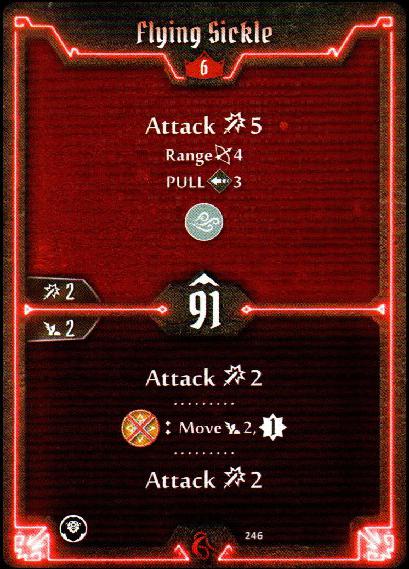 Flying Sickle
6
Attack 5
Range 4
PULL 3
2
91
2
Attack 2
: Move 2, 1
Attack 2
246